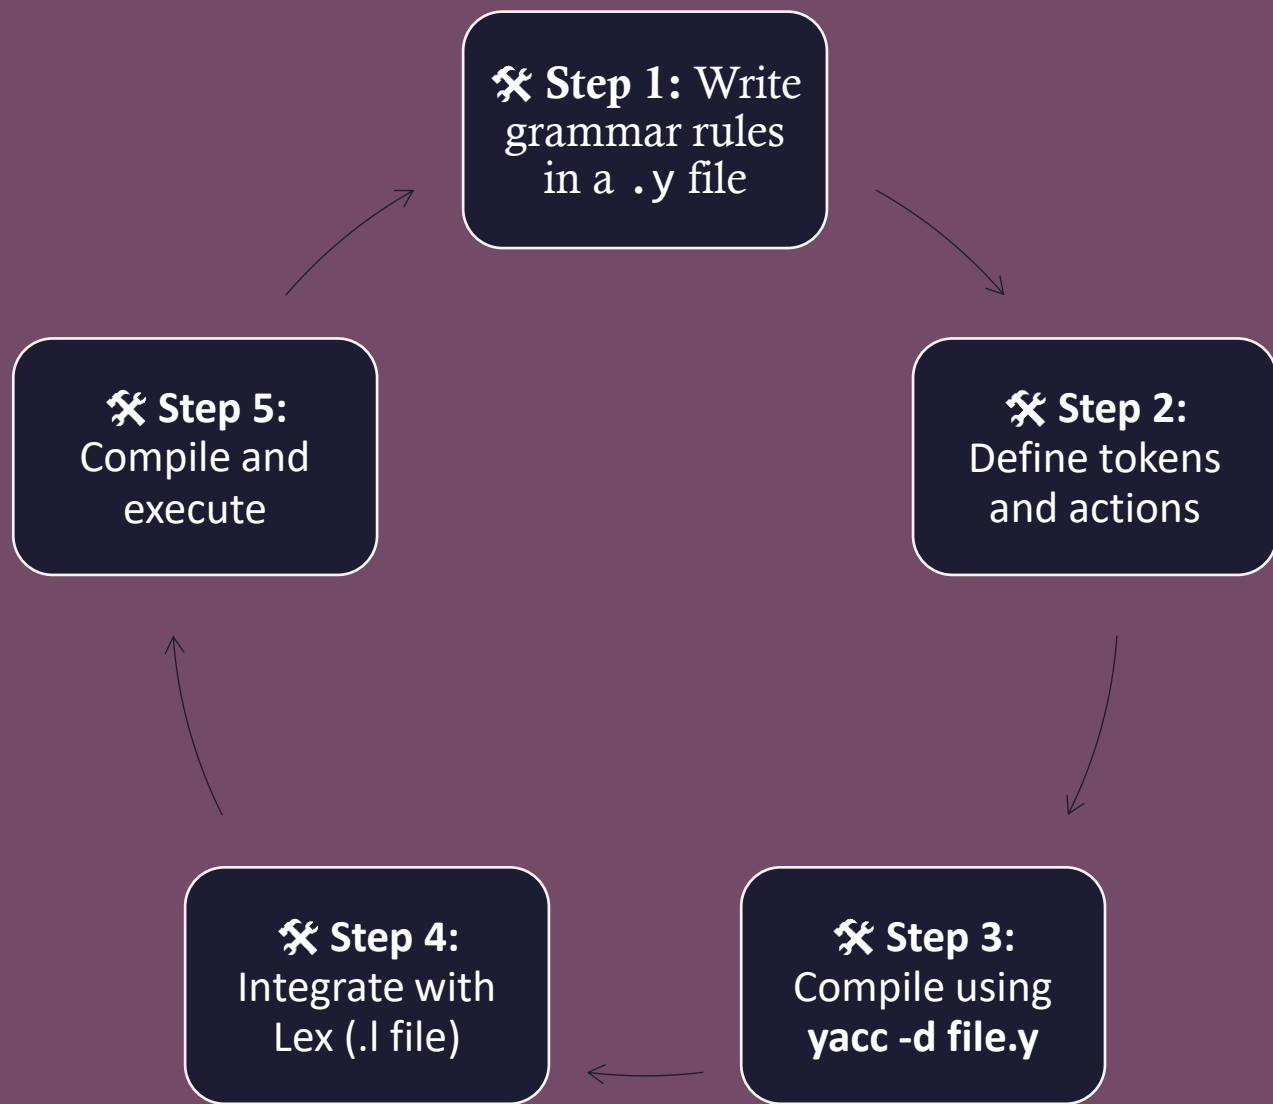 🛠 Step 1: Write
grammar rules
in a .y file
🛠 Step 2:
Define tokens
and actions
🛠 Step 3:
Compile using
yacc -d file.y
🛠 Step 4:
Integrate with
Lex (.l file)
🛠 Step 5:
Compile and
execute